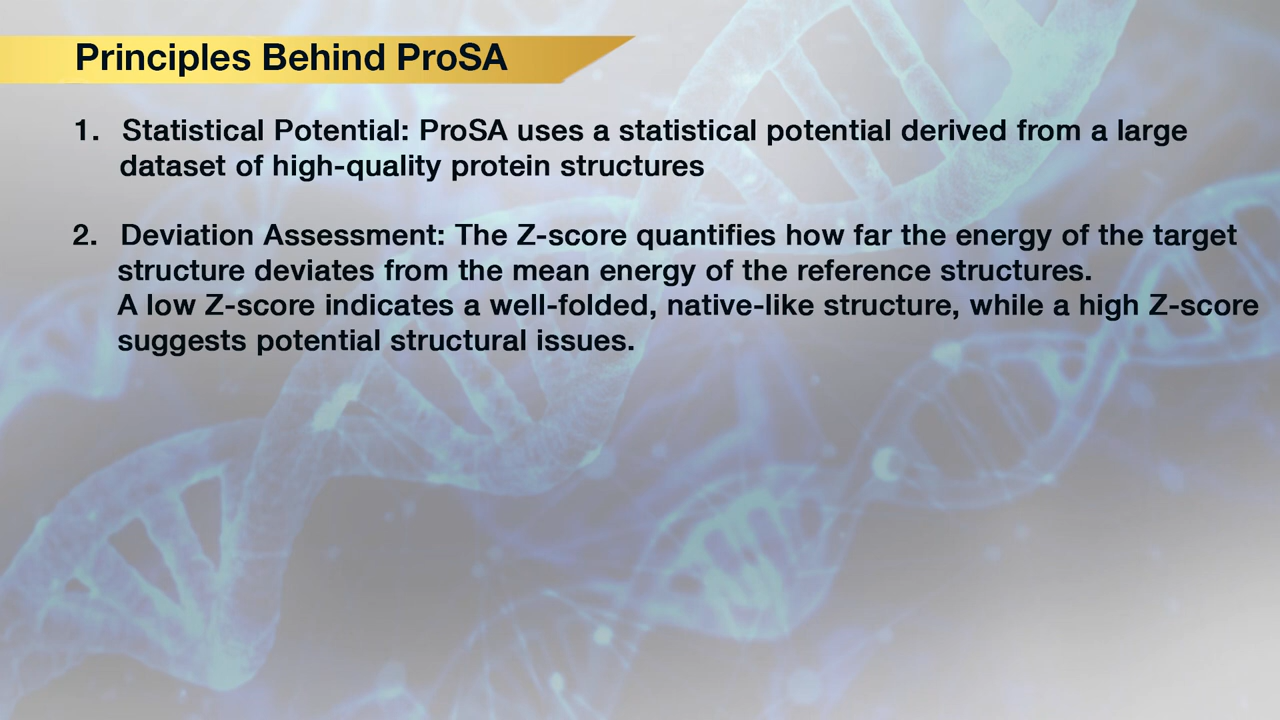 Principles Behind ProSA
1. Statistical Potential: ProSA uses a statistical potential derived from a large
dataset of high-quality protein structures
2. Deviation Assessment: The Z-score quantifies how far the energy of the target
structure deviates from the mean energy of the reference structures.
A low Z-score indicates a well-folded, native-like structure, while a high Z-score
suggests potential structural issues.